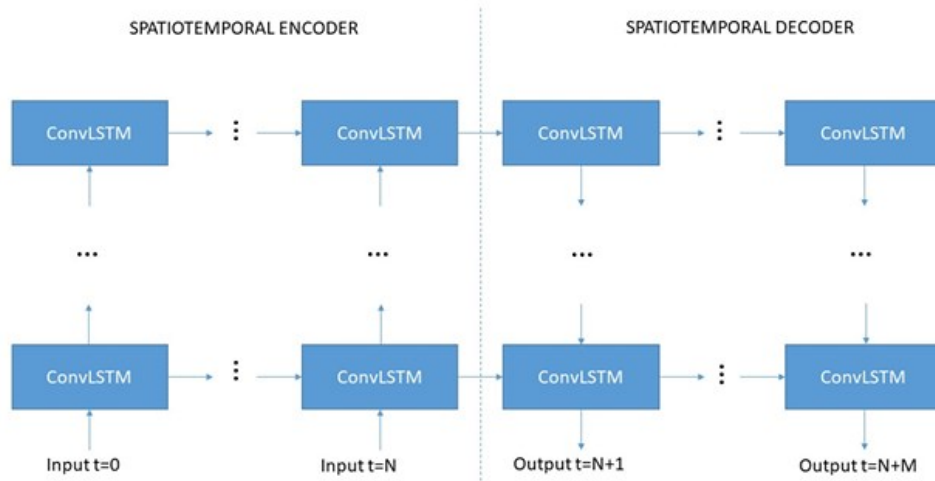 SPATIOTEMPORAL ENCODER
SPATIOTEMPORAL DECODER
ConvLSTM
ConvLSTM
ConvLSTM
ConvLSTM
...
...
...
...
...
...
ConvLSTM
ConvLSTM
ConvLSTM
ConvLSTM
...
...
Input t=0
Input t=N
Output t=N+1
Output t=N+M